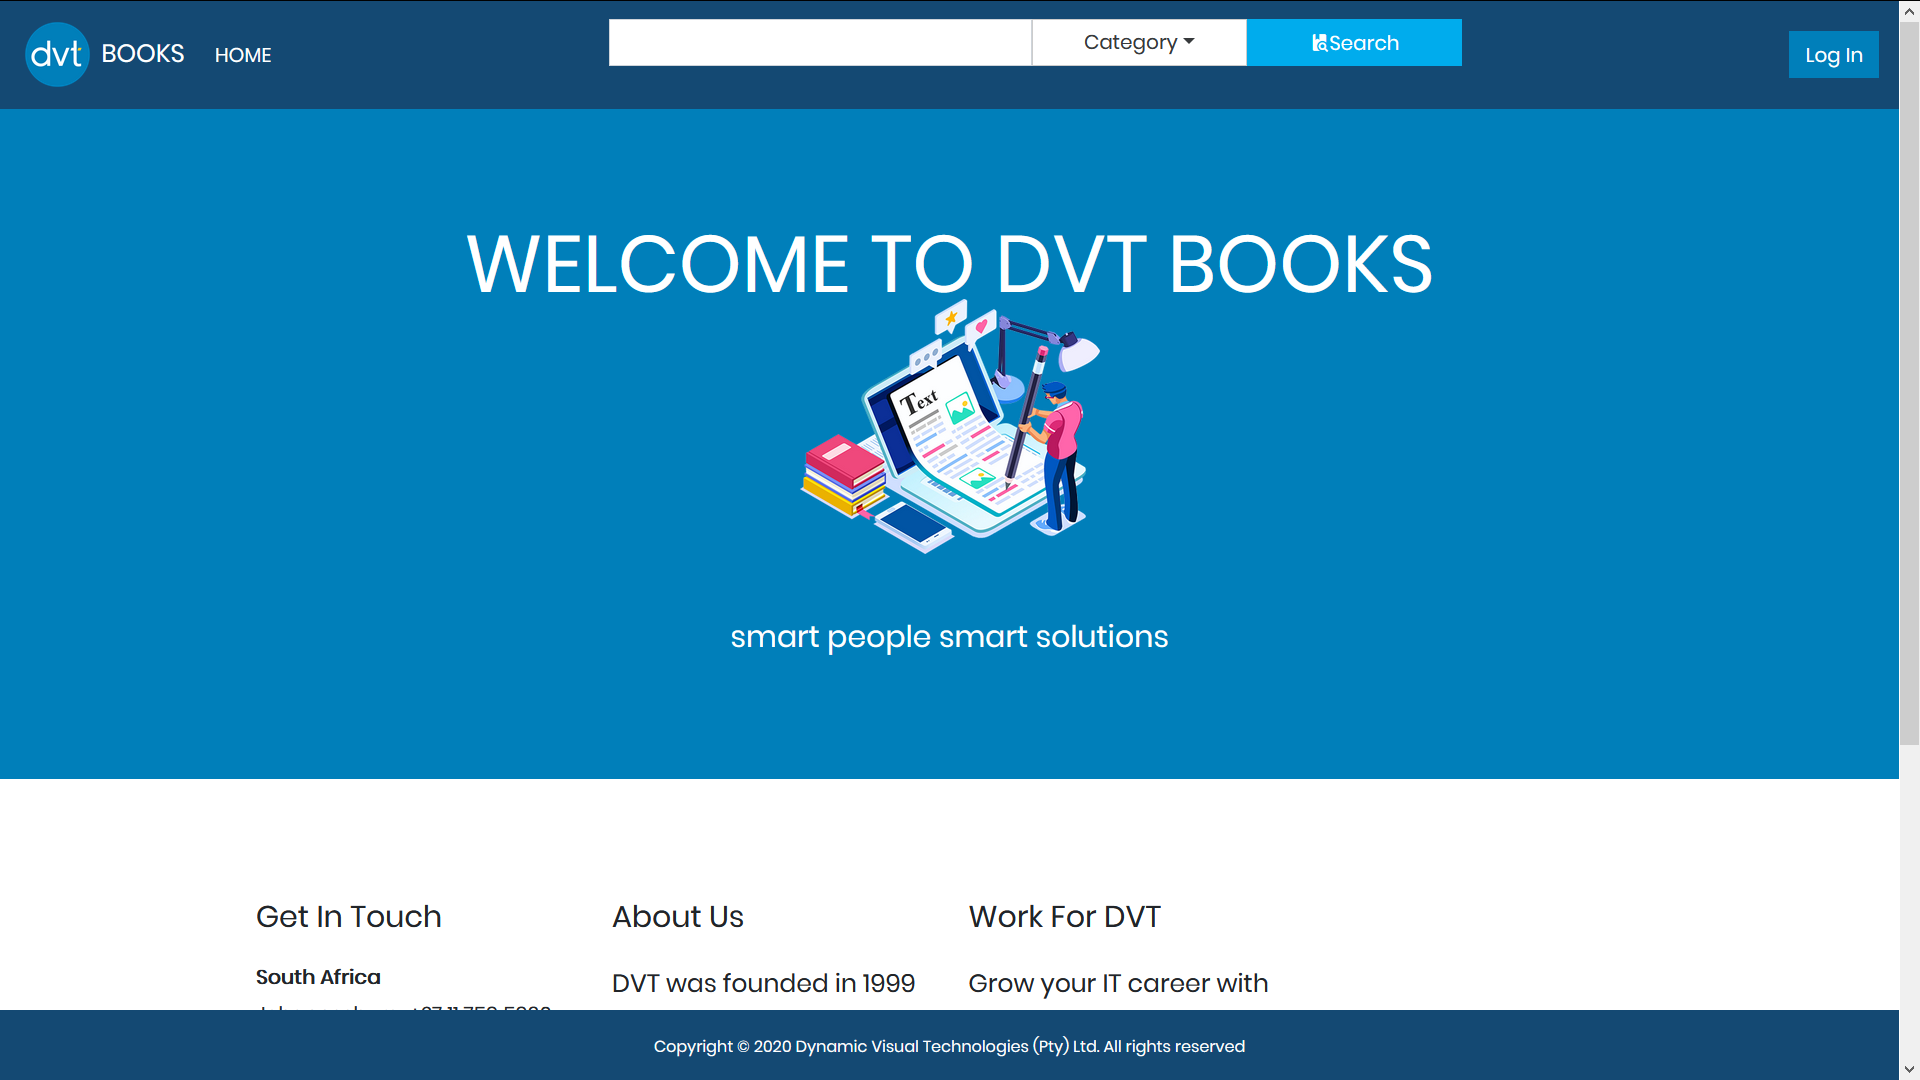 dvt BOOKS HOME Category Search Log In
WELCOME TO DVT BOOKS
Text
smart people smart solutions
Get In Touch About Us Work For DVT
South Africa
DVT was founded in 1999 Grow your IT career with
Copyright © 2020 Dynamic Visual Technologies (Pty) Ltd. All rights reserved